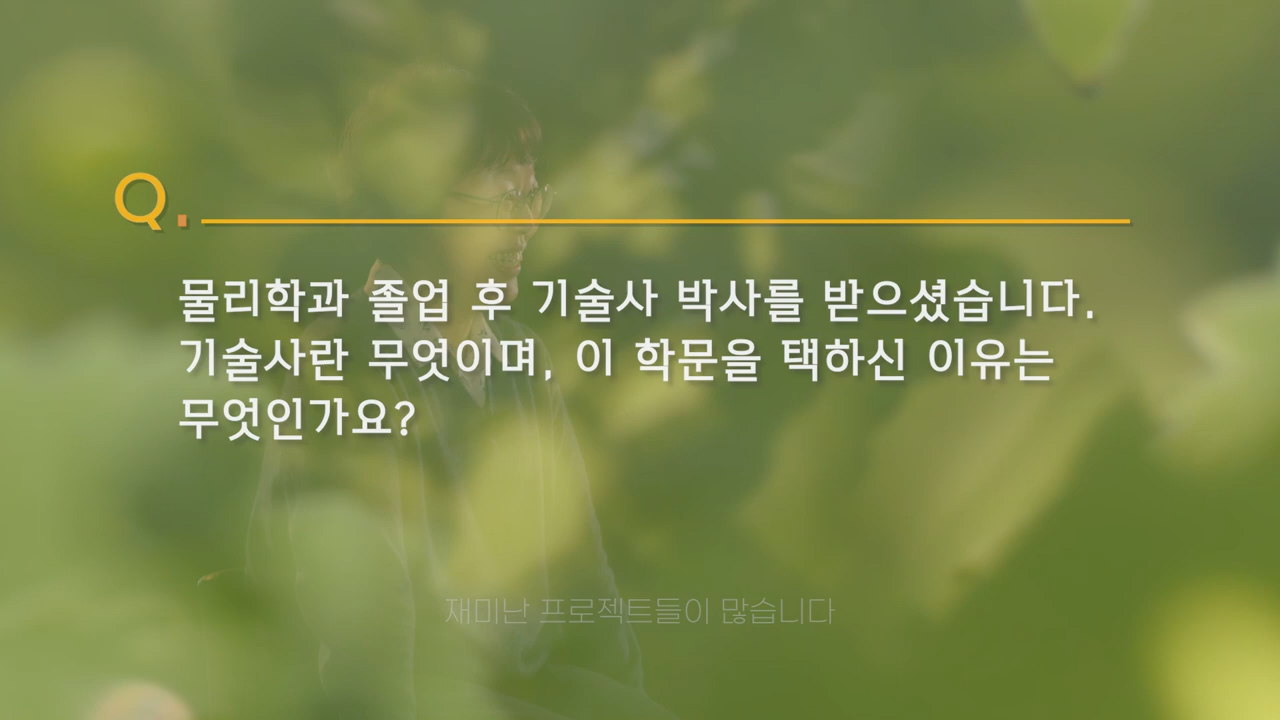 Q.
물리학과 졸업 후 기술사 박사를 받으셨습니다.
기술사란 무엇이며, 이 학문을 택하신 이유는
무엇인가요?
재미난 프로젝트들이 많습니다